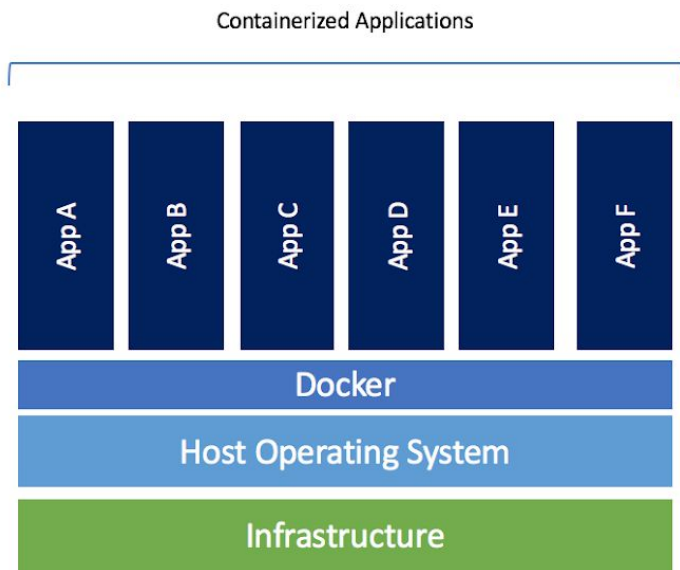 Containerized Applications
App A
App B
App C
App D
App E
App F
Docker
Host Operating System
Infrastructure